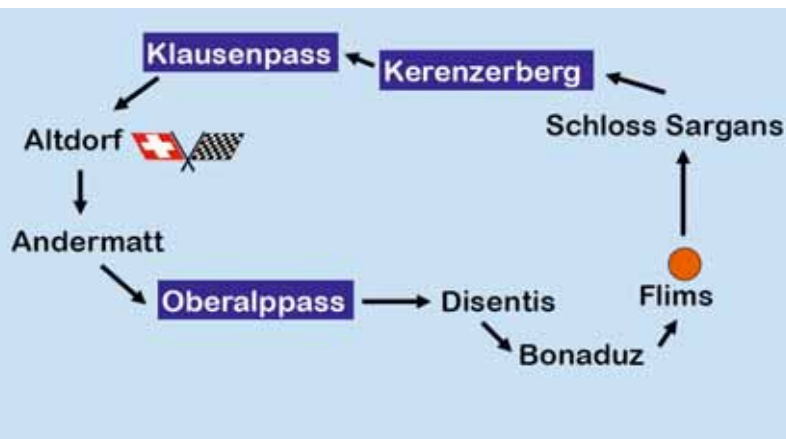 Klausenpass
Kerenzerberg
Schloss Sargans
Altdorf
Andermatt
Oberalppass
Disentis
Flims
Bonaduz